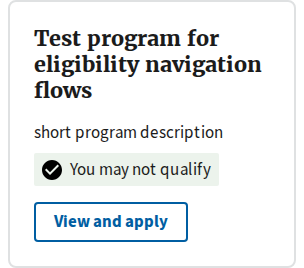 Test program for
eligibility navigation
flows
short program description
You may not qualify
View and apply